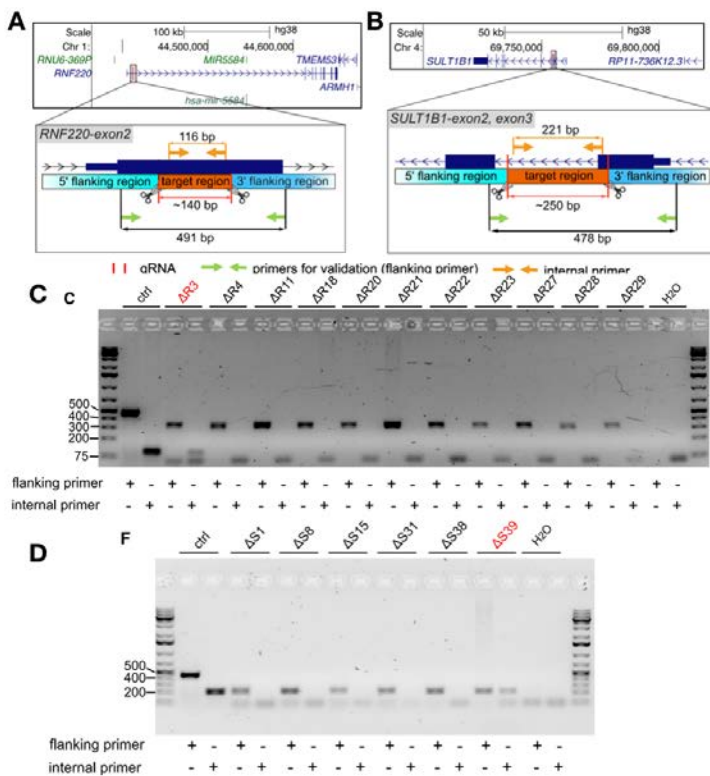 A
Scale 100 kb hg38
Chr 1: 44,500,000 44,600,000
RNU6-369P MIR5584 TMEM53
RNF220
ARMH1
hsa-mir-5584
RNF220-exon2
116 bp
5' flanking region target region 3' flanking region
~140 bp
491 bp
B
Scale 50 kb hg38
Chr 4: 69,750,000 69,800,000
SULT1B1 RP11-736K12.3
SULT1B1-exon2, exon3
221 bp
5' flanking region target region 3' flanking region
~250 bp
478 bp
gRNA primers for validation (flanking primer) internal primer
C c ctrl ΔR3 ΔR4 ΔR11 ΔR18 ΔR20 ΔR21 ΔR22 ΔR23 ΔR27 ΔR28 ΔR29 H2O
500
400
300
200
75
flanking primer + - + - + - + - + - + - + - + - + - + - + - + - + -
internal primer - + - + - + - + - + - + - + - + - + - + - + - + - +
D F ctrl ΔS1 ΔS8 ΔS15 ΔS31 ΔS38 ΔS39 H2O
500
400
200
flanking primer + - + - + - + - + - + - + - + -
internal primer - + - + - + - + - + - + - + - +